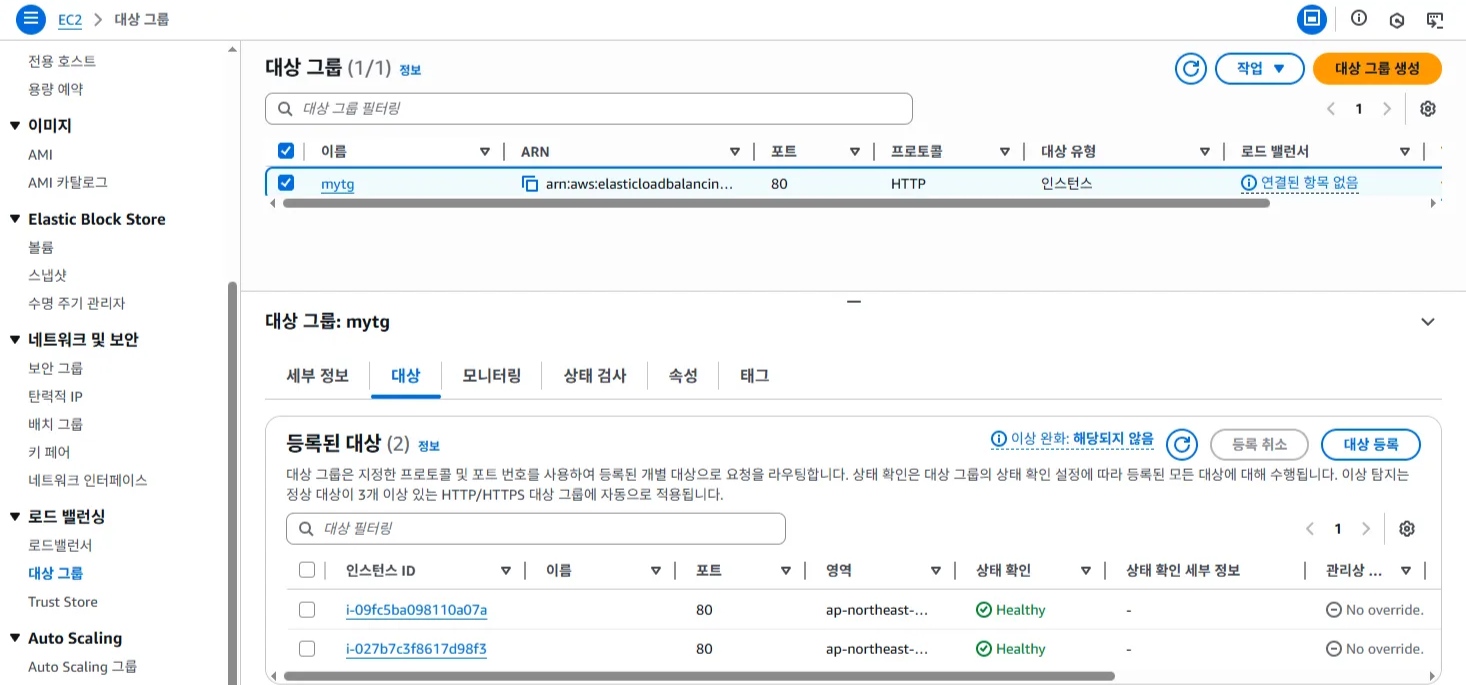 EC2 > 대상 그룹
전용 호스트
용량 예약
이미지
AMI
AMI 카탈로그
Elastic Block Store
볼륨
스냅샷
수명 주기 관리자
네트워크 및 보안
보안 그룹
탄력적 IP
배치 그룹
키 페어
네트워크 인터페이스
로드 밸런싱
로드밸런서
대상 그룹
Trust Store
Auto Scaling
Auto Scaling 그룹
대상 그룹 (1/1) 정보
작업 대상 그룹 생성
대상 그룹 필터링
1
이름 ARN 포트 프로토콜 대상 유형 로드 밸런서
mytg arn:aws:elasticloadbalancin... 80 HTTP 인스턴스 연결된 항목 없음
대상 그룹: mytg
세부 정보 대상 모니터링 상태 검사 속성 태그
등록된 대상 (2) 정보
이상 완화: 해당되지 않음 등록 취소 대상 등록
대상 그룹은 지정한 프로토콜 및 포트 번호를 사용하여 등록된 개별 대상으로 요청을 라우팅합니다. 상태 확인은 대상 그룹의 상태 확인 설정에 따라 등록된 모든 대상에 대해 수행됩니다. 이상 탐지는
정상 대상이 3개 이상 있는 HTTP/HTTPS 대상 그룹에 자동으로 적용됩니다.
대상 필터링
1
인스턴스 ID 이름 포트 영역 상태 확인 상태 확인 세부 정보 관리상 ...
i-09fc5ba098110a07a 80 ap-northeast-... Healthy - No override.
i-027b7c3f8617d98f3 80 ap-northeast-... Healthy - No override.